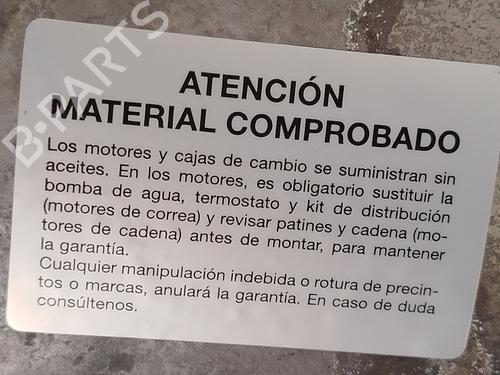 B-PARTS
ATENCIÓN
MATERIAL COMPROBADO
Los motores y cajas de cambio se suministran sin
aceites. En los motores, es obligatorio sustituir la
bomba de agua, termostato y kit de distribución
(motores de correa) y revisar patines y cadena (mo-
tores de cadena) antes de montar, para mantener
la garantía.
Cualquier manipulación indebida o rotura de precin-
tos o marcas, anulará la garantía. En caso de duda
consúltenos.